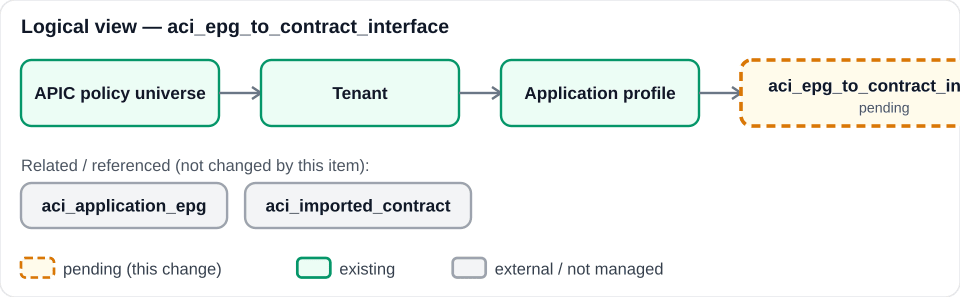 Logical view — aci_epg_to_contract_interface
APIC policy universe
Tenant
Application profile
aci_epg_to_contract_in
pending
Related / referenced (not changed by this item):
aci_application_epg
aci_imported_contract
pending (this change)
existing
external / not managed